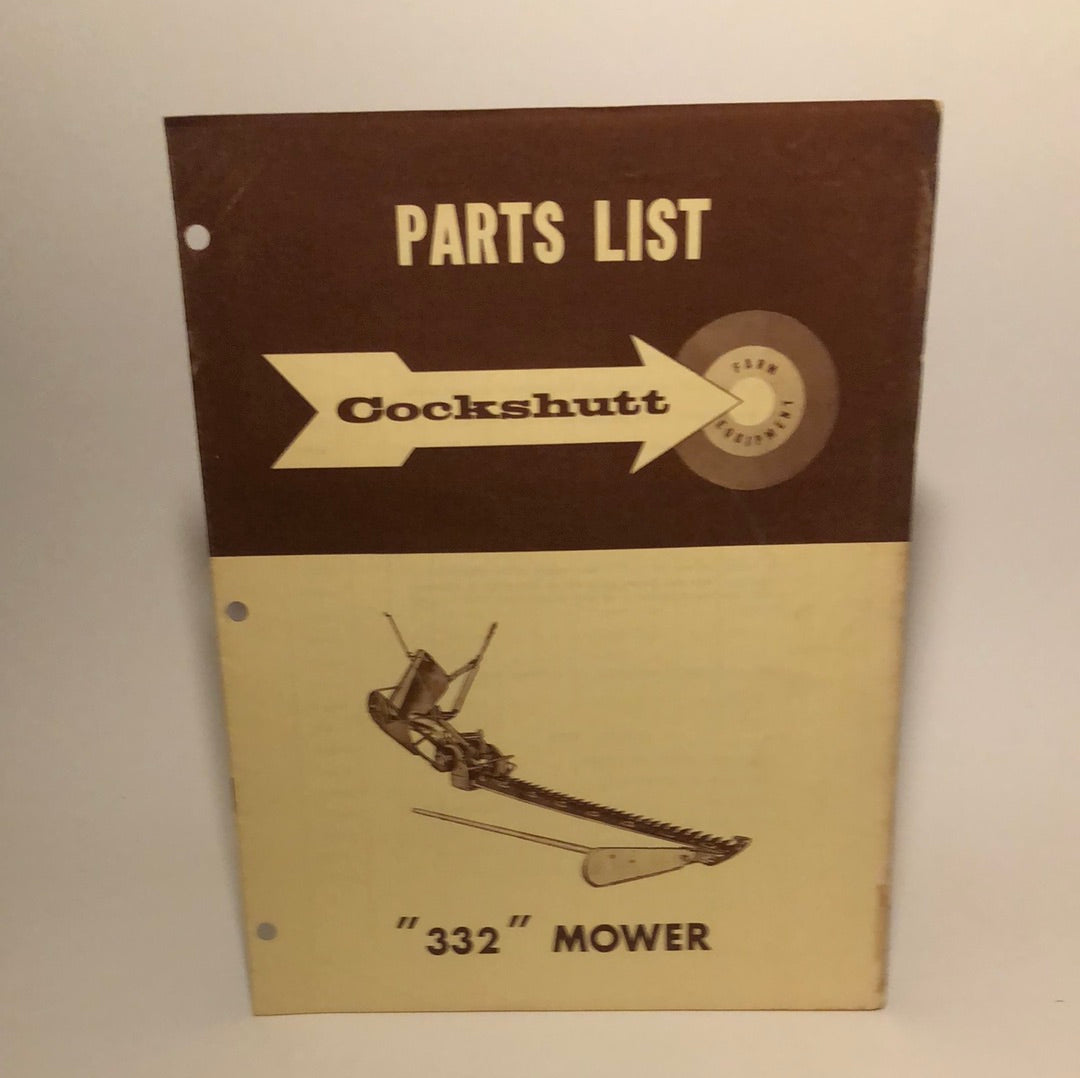 PARTS LIST
Cockshutt
FARM
EQUIPMENT
"332" MOWER